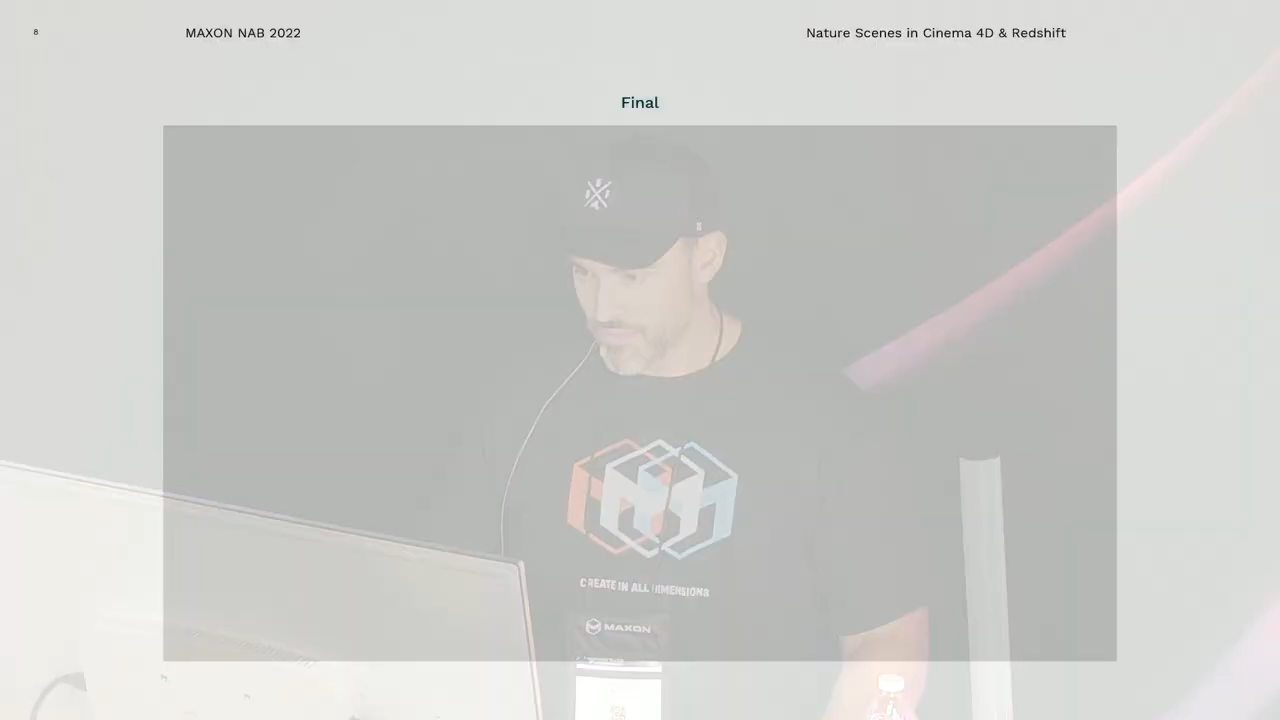 8
MAXON NAB 2022
Nature Scenes in Cinema 4D & Redshift
Final
CREATE IN ALL DIMENSIONS
MAXON